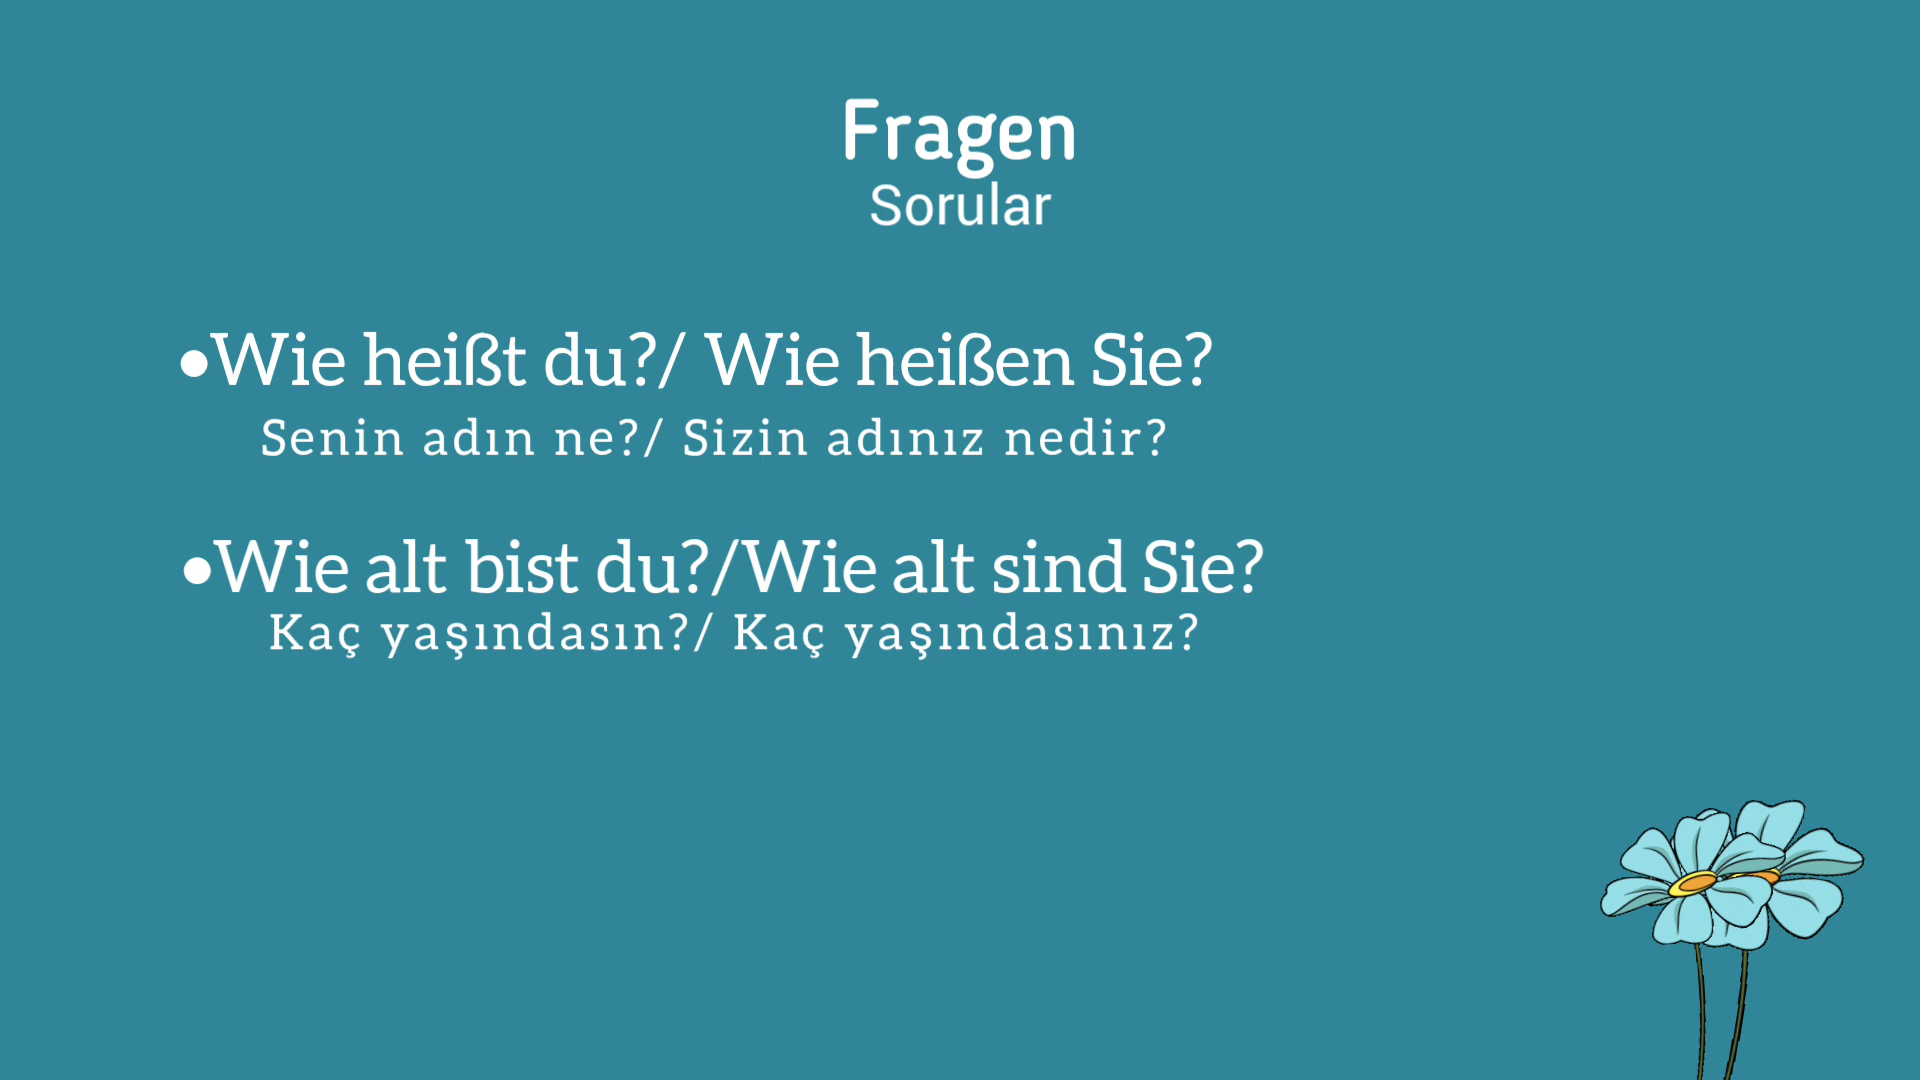 Fragen
Sorular
•Wie heißt du?/ Wie heißen Sie?
Senin adın ne?/ Sizin adınız nedir?
•Wie alt bist du?/Wie alt sind Sie?
Kaç yaşındasın?/ Kaç yaşındasınız?